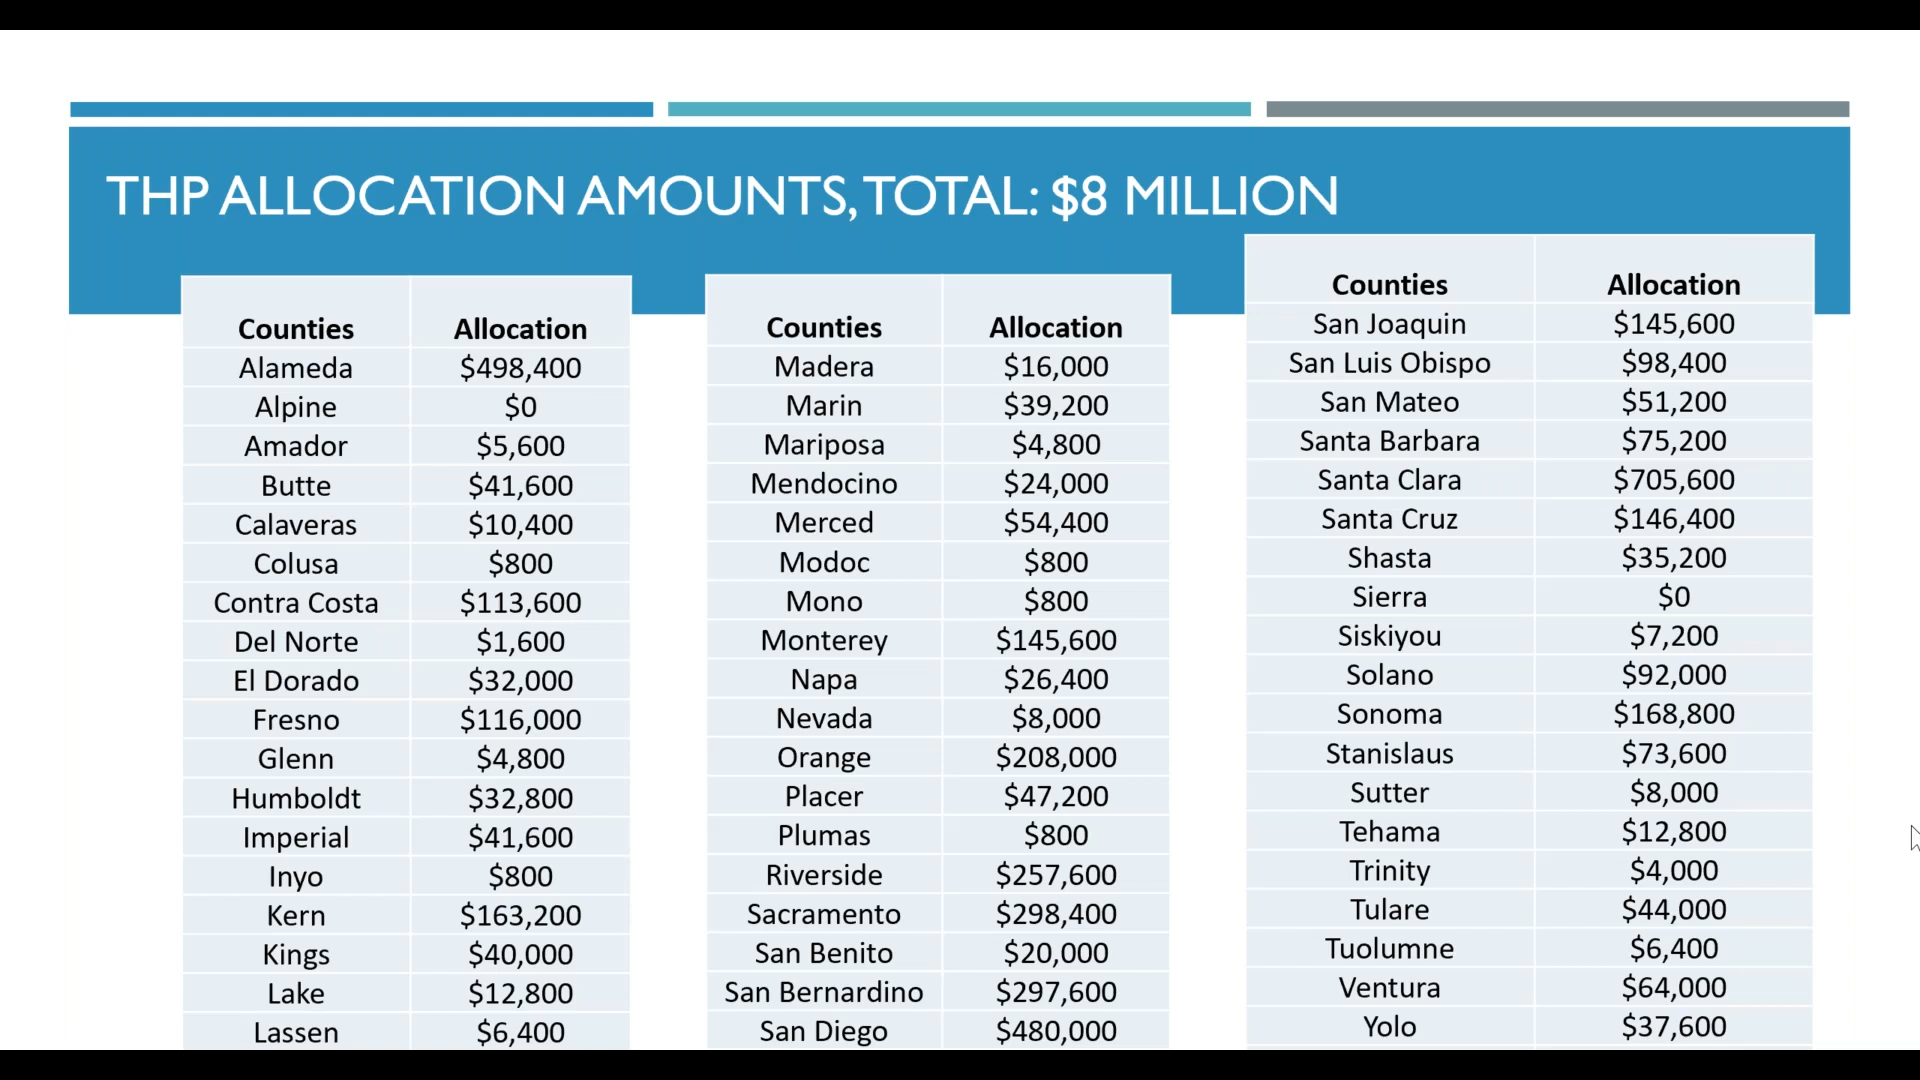 THP ALLOCATION AMOUNTS, TOTAL: $8 MILLION
Counties Allocation
Alameda $498,400
Alpine $0
Amador $5,600
Butte $41,600
Calaveras $10,400
Colusa $800
Contra Costa $113,600
Del Norte $1,600
El Dorado $32,000
Fresno $116,000
Glenn $4,800
Humboldt $32,800
Imperial $41,600
Inyo $800
Kern $163,200
Kings $40,000
Lake $12,800
Lassen $6,400
Counties Allocation
Madera $16,000
Marin $39,200
Mariposa $4,800
Mendocino $24,000
Merced $54,400
Modoc $800
Mono $800
Monterey $145,600
Napa $26,400
Nevada $8,000
Orange $208,000
Placer $47,200
Plumas $800
Riverside $257,600
Sacramento $298,400
San Benito $20,000
San Bernardino $297,600
San Diego $480,000
Counties Allocation
San Joaquin $145,600
San Luis Obispo $98,400
San Mateo $51,200
Santa Barbara $75,200
Santa Clara $705,600
Santa Cruz $146,400
Shasta $35,200
Sierra $0
Siskiyou $7,200
Solano $92,000
Sonoma $168,800
Stanislaus $73,600
Sutter $8,000
Tehama $12,800
Trinity $4,000
Tulare $44,000
Tuolumne $6,400
Ventura $64,000
Yolo $37,600